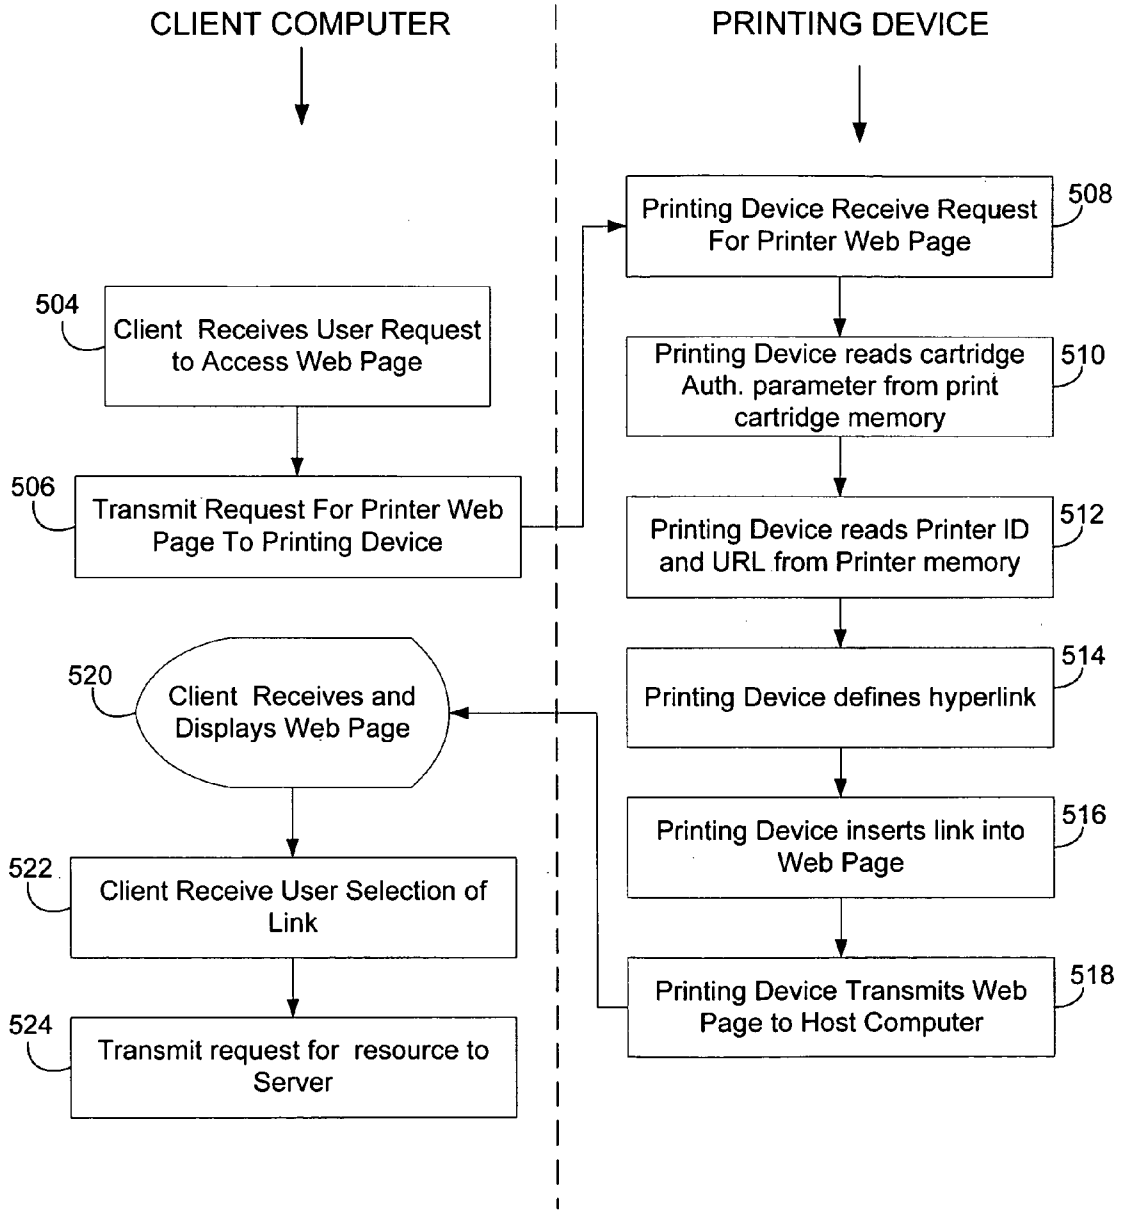 CLIENT COMPUTER
PRINTING DEVICE
504
Client Receives User Request
to Access Web Page
506
Transmit Request For Printer Web
Page To Printing Device
508
Printing Device Receive Request
For Printer Web Page
510
Printing Device reads cartridge
Auth. parameter from print
cartridge memory
512
Printing Device reads Printer ID
and URL from Printer memory
514
Printing Device defines hyperlink
516
Printing Device inserts link into
Web Page
518
Printing Device Transmits Web
Page to Host Computer
520
Client Receives and
Displays Web Page
522
Client Receive User Selection of
Link
524
Transmit request for resource to
Server